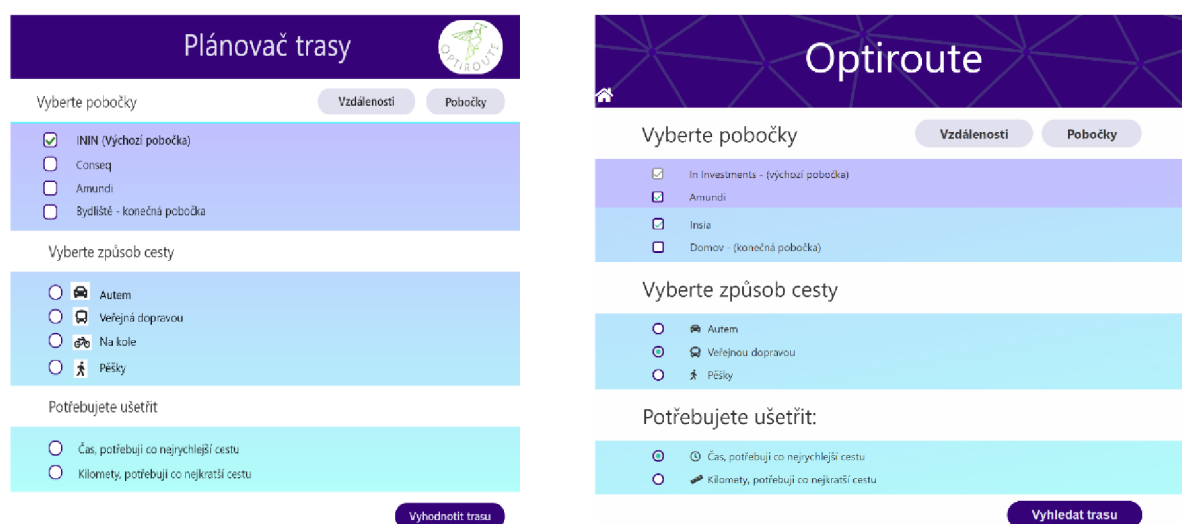 Plánovač trasy
OPTIROUTE
Vyberte pobočky
Vzdálenosti
Pobočky
ININ (Výchozí pobočka)
Conseq
Amundi
Bydliště - konečná pobočka
Vyberte způsob cesty
Autem
Veřejná dopravou
Na kole
Pěšky
Potřebujete ušetřit
Čas, potřebuji co nejrychlejší cestu
Kilomety, potřebuji co nejkratší cestu
Vyhodnotit trasu
Optiroute
Vyberte pobočky
Vzdálenosti
Pobočky
In Investments - (výchozí pobočka)
Amundi
Insia
Domov - (konečná pobočka)
Vyberte způsob cesty
Autem
Veřejnou dopravou
Pěšky
Potřebujete ušetřit:
Čas, potřebuji co nejrychlejší cestu
Kilomety, potřebuji co nejkratší cestu
Vyhledat trasu